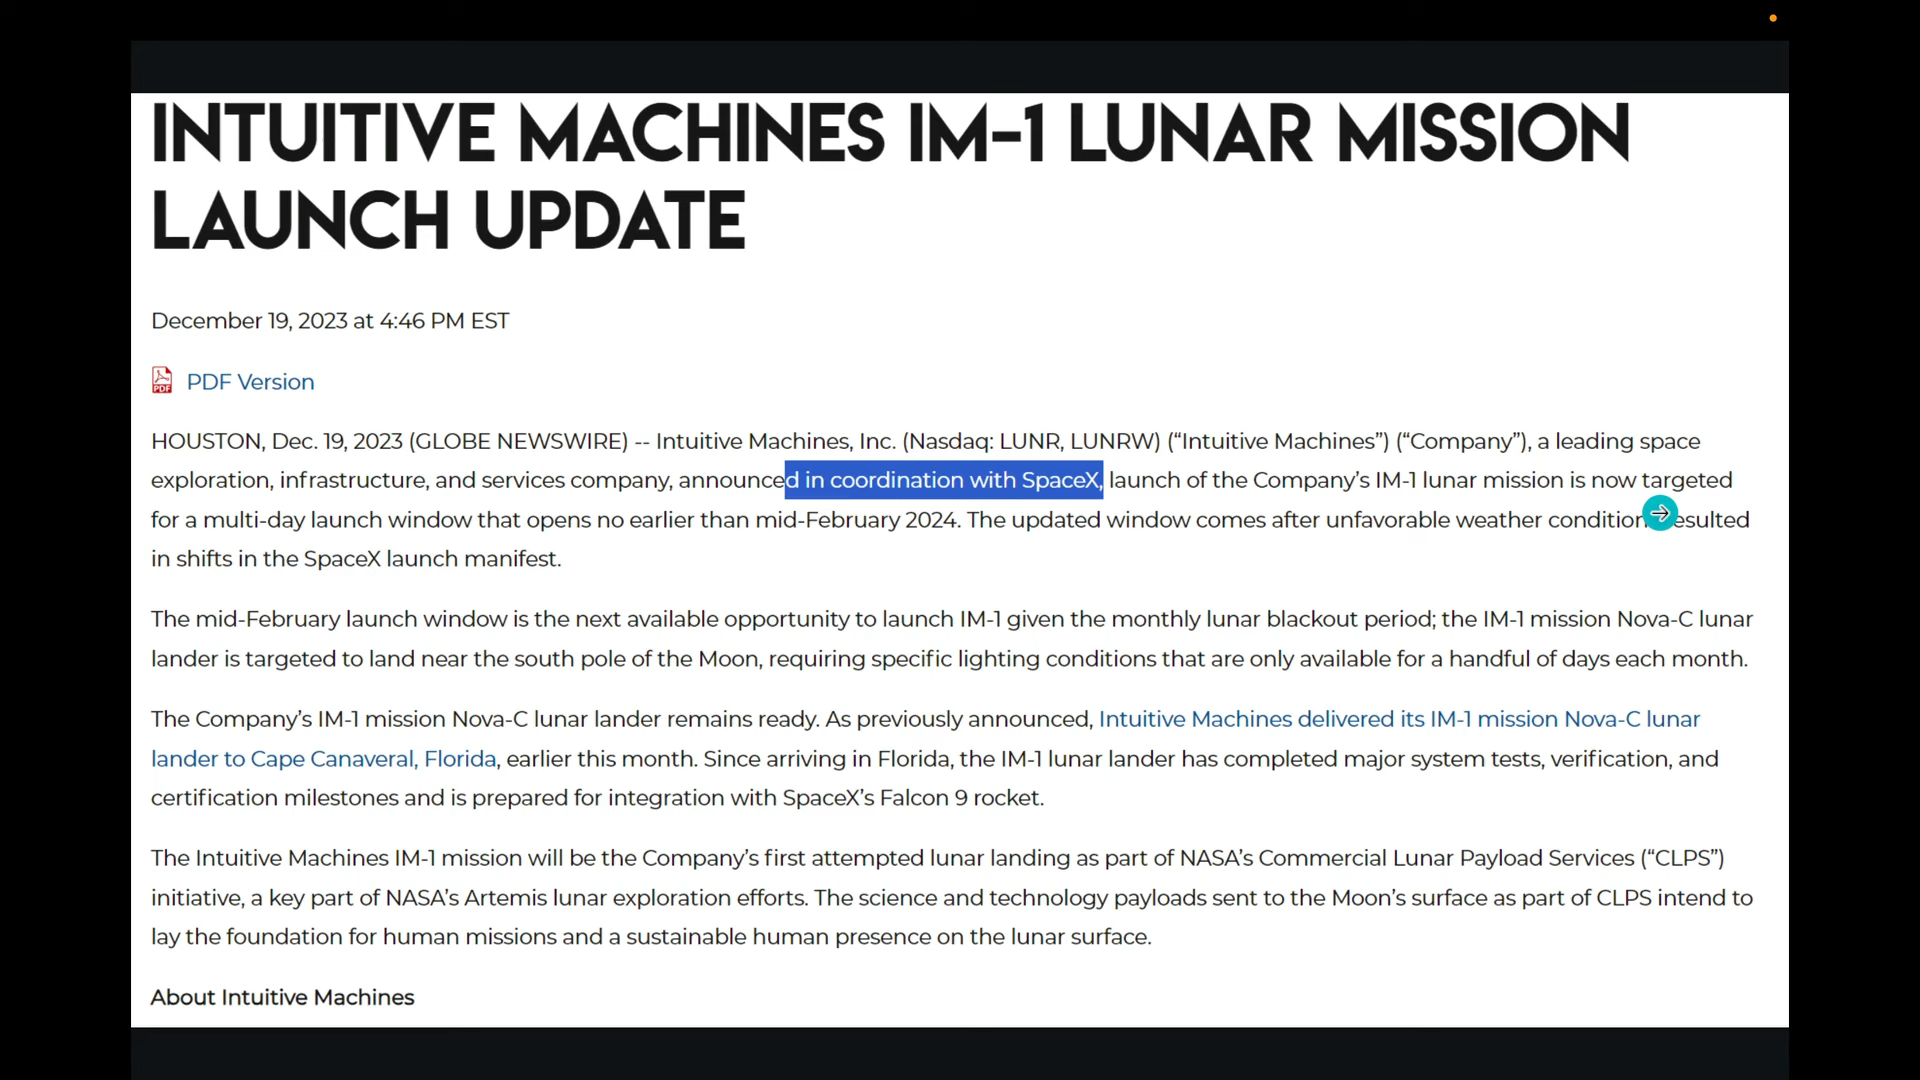 INTUITIVE MACHINES IM-1 LUNAR MISSION
LAUNCH UPDATE
December 19, 2023 at 4:46 PM EST
PDF Version
HOUSTON, Dec. 19, 2023 (GLOBE NEWSWIRE) -- Intuitive Machines, Inc. (Nasdaq: LUNR, LUNRW) (“Intuitive Machines”) (“Company”), a leading space
exploration, infrastructure, and services company, announced in coordination with SpaceX, launch of the Company’s IM-1 lunar mission is now targeted
for a multi-day launch window that opens no earlier than mid-February 2024. The updated window comes after unfavorable weather condition esulted
in shifts in the SpaceX launch manifest.
The mid-February launch window is the next available opportunity to launch IM-1 given the monthly lunar blackout period; the IM-1 mission Nova-C lunar
lander is targeted to land near the south pole of the Moon, requiring specific lighting conditions that are only available for a handful of days each month.
The Company’s IM-1 mission Nova-C lunar lander remains ready. As previously announced, Intuitive Machines delivered its IM-1 mission Nova-C lunar
lander to Cape Canaveral, Florida, earlier this month. Since arriving in Florida, the IM-1 lunar lander has completed major system tests, verification, and
certification milestones and is prepared for integration with SpaceX’s Falcon 9 rocket.
The Intuitive Machines IM-1 mission will be the Company’s first attempted lunar landing as part of NASA’s Commercial Lunar Payload Services (“CLPS”)
initiative, a key part of NASA’s Artemis lunar exploration efforts. The science and technology payloads sent to the Moon’s surface as part of CLPS intend to
lay the foundation for human missions and a sustainable human presence on the lunar surface.
About Intuitive Machines